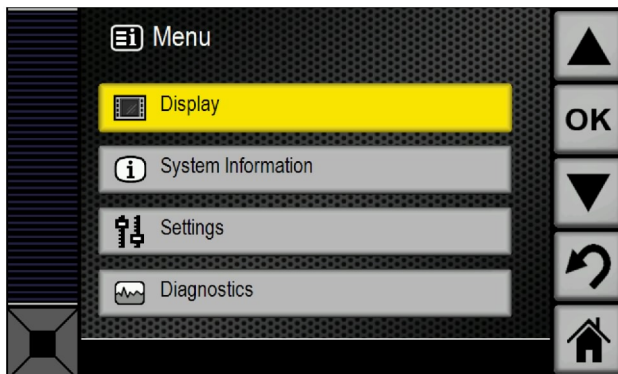 Menu
Display
OK
System Information
Settings
Diagnostics